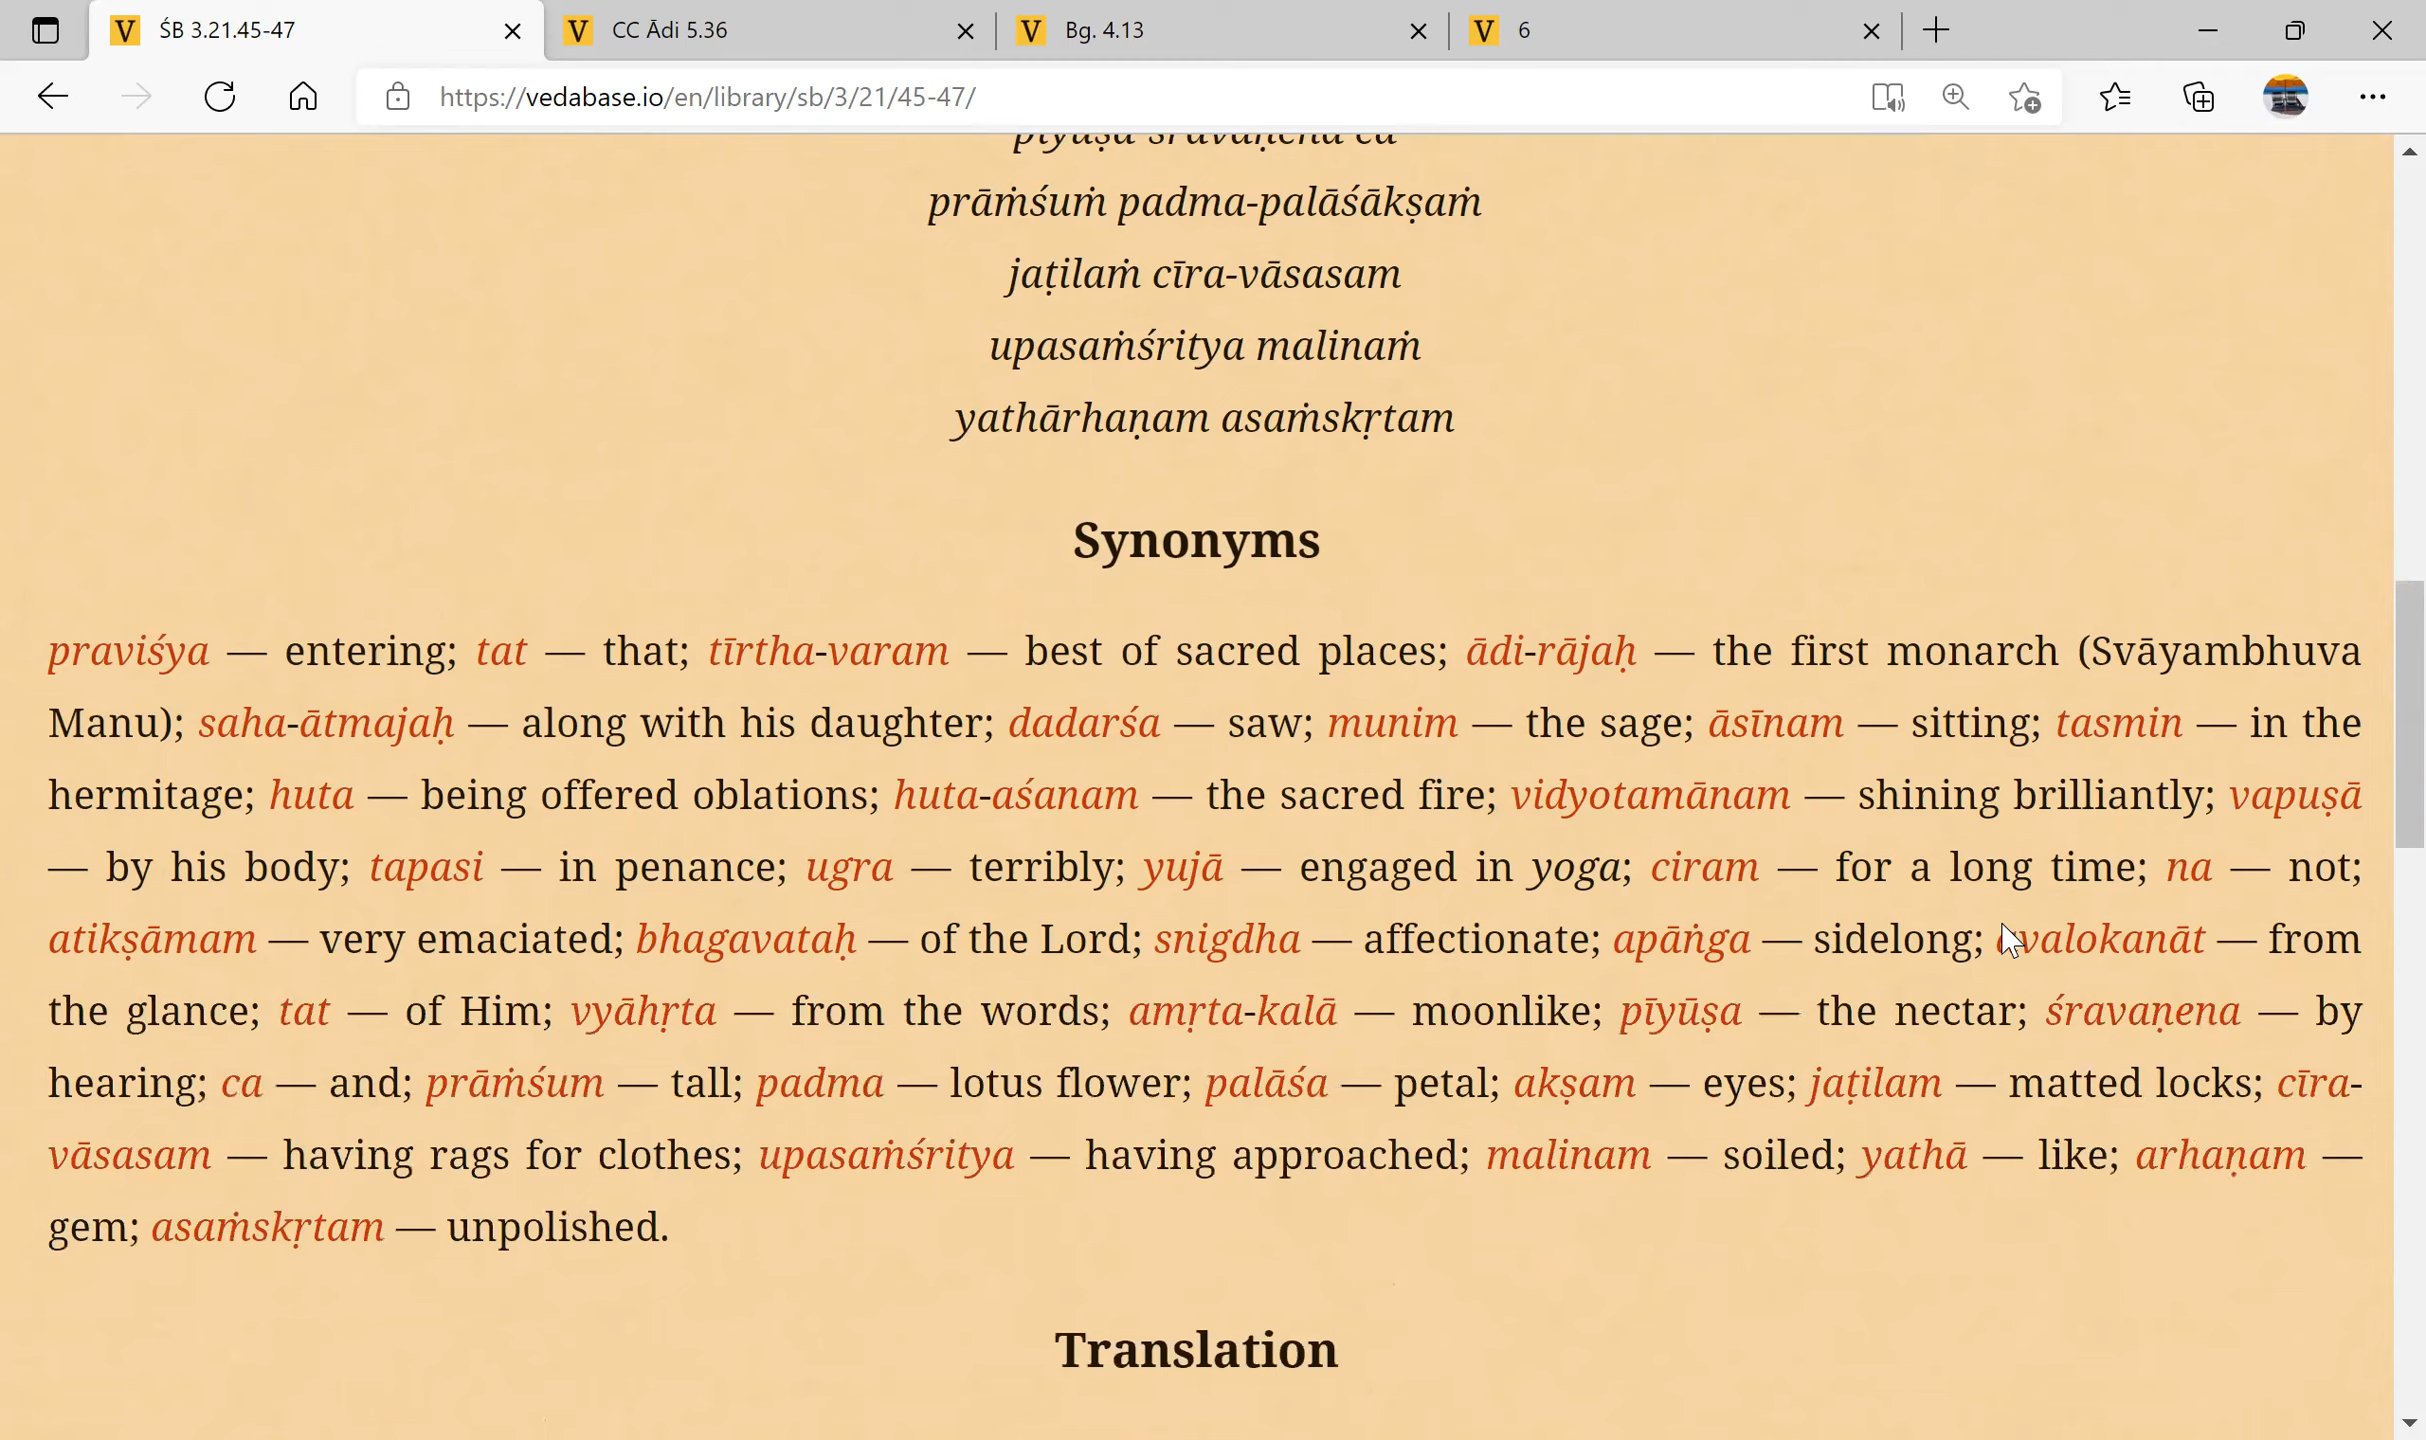 ŚB 3.21.45-47
CC Ādi 5.36
Bg. 4.13
6
https://vedabase.io/en/library/sb/3/21/45-47/
pīyūṣa-śravaṇena ca
prāṁśuṁ padma-palāśākṣaṁ
jaṭilaṁ cīra-vāsasam
upasaṁśritya malinaṁ
yathārhaṇam asaṁskṛtam
Synonyms
praviśya — entering; tat — that; tīrtha-varam — best of sacred places; ādi-rājaḥ — the first monarch (Svāyambhuva
Manu); saha-ātmajaḥ — along with his daughter; dadarśa — saw; munim — the sage; āsīnam — sitting; tasmin — in the
hermitage; huta — being offered oblations; huta-aśanam — the sacred fire; vidyotamānam — shining brilliantly; vapuṣā
— by his body; tapasi — in penance; ugra — terribly; yujā — engaged in yoga; ciram — for a long time; na — not;
atikṣāmam — very emaciated; bhagavataḥ — of the Lord; snigdha — affectionate; apāṅga — sidelong; avalokanāt — from
the glance; tat — of Him; vyāhṛta — from the words; amṛta-kalā — moonlike; pīyūṣa — the nectar; śravaṇena — by
hearing; ca — and; prāṁśum — tall; padma — lotus flower; palāśa — petal; akṣam — eyes; jaṭilam — matted locks; cīra-
vāsasam — having rags for clothes; upasaṁśritya — having approached; malinam — soiled; yathā — like; arhaṇam —
gem; asaṁskṛtam — unpolished.
Translation